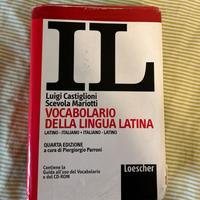 IL
Luigi Castiglioni
Scevola Mariotti
VOCABOLARIO
DELLA LINGUA LATINA
LATINO - ITALIANO • ITALIANO - LATINO
QUARTA EDIZIONE
a cura di Piergiorgio Parroni
Contiene la
Guida all'uso del Vocabolario
e del CD-ROM
Loescher